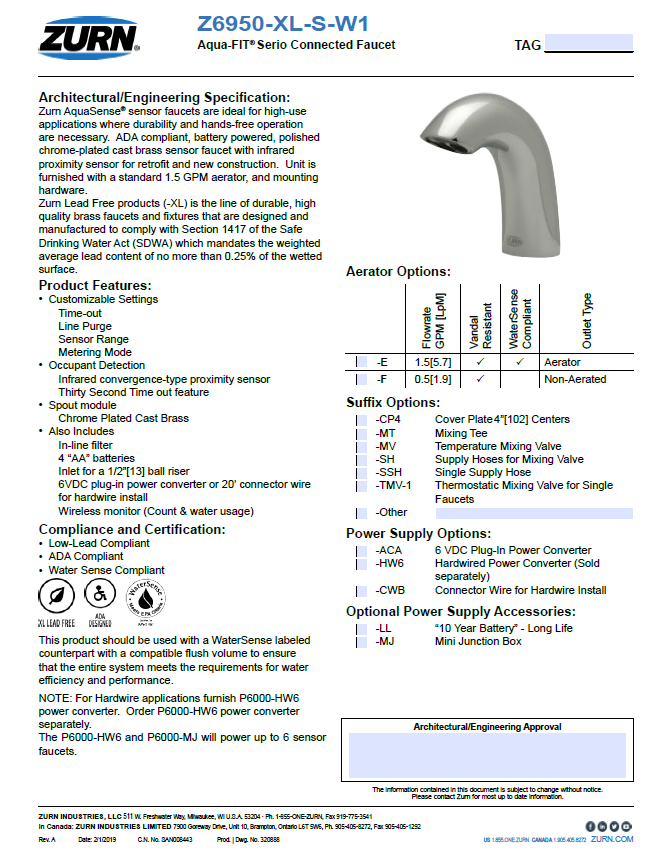 ZURN®
Z6950-XL-S-W1
Aqua-FIT® Serio Connected Faucet
TAG
Architectural/Engineering Specification:
Zurn AquaSense® sensor faucets are ideal for high-use
applications where durability and hands-free operation
are necessary. ADA compliant, battery powered, polished
chrome-plated cast brass sensor faucet with infrared
proximity sensor for retrofit and new construction. Unit is
furnished with a standard 1.5 GPM aerator, and mounting
hardware.
Zurn Lead Free products (-XL) is the line of durable, high
quality brass faucets and fixtures that are designed and
manufactured to comply with Section 1417 of the Safe
Drinking Water Act (SDWA) which mandates the weighted
average lead content of no more than 0.25% of the wetted
surface.
Product Features:
• Customizable Settings
Time-out
Line Purge
Sensor Range
Metering Mode
• Occupant Detection
Infrared convergence-type proximity sensor
Thirty Second Time out feature
• Spout module
Chrome Plated Cast Brass
• Also Includes
In-line filter
4 “AA” batteries
Inlet for a 1/2"[13] ball riser
6VDC plug-in power converter or 20' connector wire
for hardwire install
Wireless monitor (Count & water usage)
Compliance and Certification:
• Low-Lead Compliant
• ADA Compliant
• Water Sense Compliant
XL LEAD FREE
ADA
DESIGNED
WaterSense
Meets EPA Criteria
This product should be used with a WaterSense labeled
counterpart with a compatible flush volume to ensure
that the entire system meets the requirements for water
efficiency and performance.
NOTE: For Hardwire applications furnish P6000-HW6
power converter. Order P6000-HW6 power converter
separately.
The P6000-HW6 and P6000-MJ will power up to 6 sensor
faucets.
ZURN
Aerator Options:
Flowrate
GPM [LpM]
Vandal
Resistant
WaterSense
Compliant
Outlet Type
-E 1.5[5.7] ✓ ✓ Aerator
-F 0.5[1.9] ✓ Non-Aerated
Suffix Options:
-CP4 Cover Plate 4"[102] Centers
-MT Mixing Tee
-MV Temperature Mixing Valve
-SH Supply Hoses for Mixing Valve
-SSH Single Supply Hose
-TMV-1 Thermostatic Mixing Valve for Single
Faucets
-Other
Power Supply Options:
-ACA 6 VDC Plug-In Power Converter
-HW6 Hardwired Power Converter (Sold
separately)
-CWB Connector Wire for Hardwire Install
Optional Power Supply Accessories:
-LL “10 Year Battery” - Long Life
-MJ Mini Junction Box
Architectural/Engineering Approval
The information contained in this document is subject to change without notice.
Please contact Zurn for most up to date information.
ZURN INDUSTRIES, LLC 511 W. Freshwater Way, Milwaukee, WI U.S.A. 53204 · Ph. 1-855-ONE-ZURN, Fax 919-775-3541
In Canada: ZURN INDUSTRIES LIMITED 7900 Goreway Drive, Unit 10, Brampton, Ontario L6T 5W6, Ph. 905-405-8272, Fax 905-405-1292
Rev. A Date: 2/1/2019 C.N. No. SAN008443 Prod. | Dwg. No. 320888
US 1.855.ONE.ZURN CANADA 1.905.405.8272 ZURN.COM